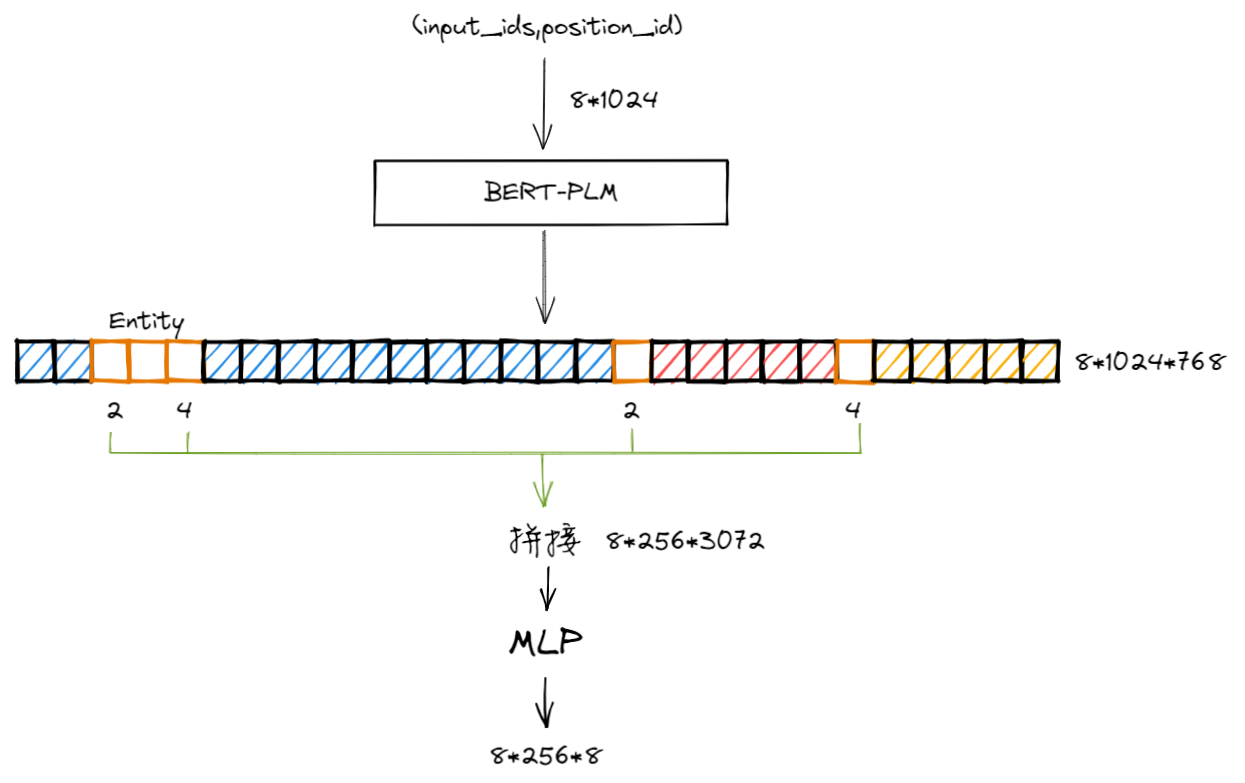 (input_ids,position_id)
8*1024
BERT-PLM
Entity
8*1024*768
2 4 2 4
拼接 8*256*3072
MLP
8*256*8